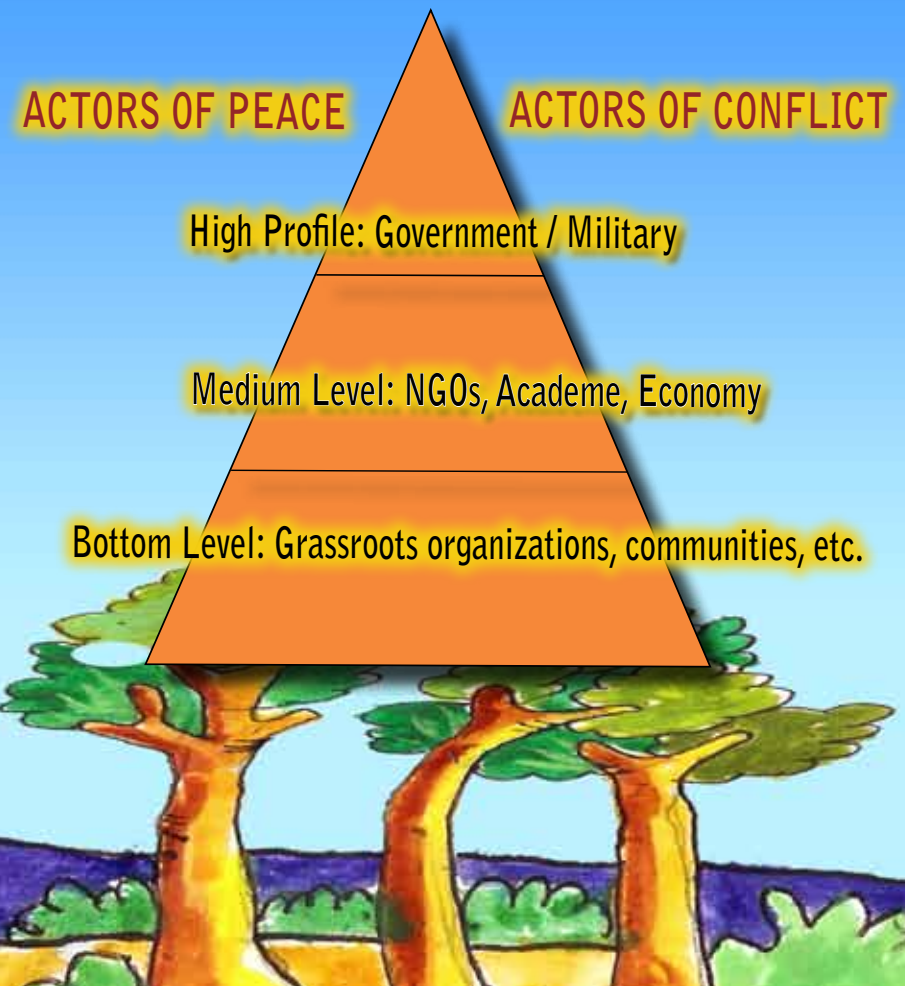 ACTORS OF PEACE
ACTORS OF CONFLICT
High Profile: Government / Military
Medium Level: NGOs, Academe, Economy
Bottom Level: Grassroots organizations, communities, etc.